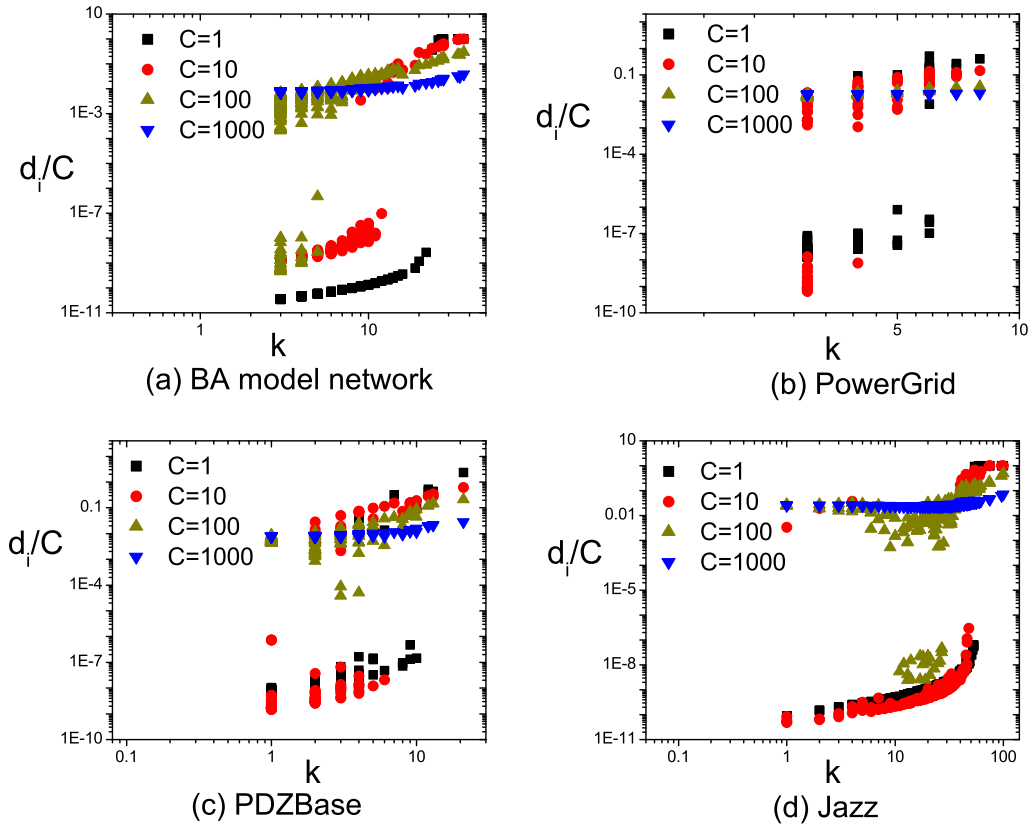 10
1E-3
1E-7
1E-11
d_i/C
C=1
C=10
C=100
C=1000
1
10
k
(a) BA model network
0.1
1E-4
1E-7
1E-10
d_i/C
C=1
C=10
C=100
C=1000
5
10
k
(b) PowerGrid
0.1
1E-4
1E-7
1E-10
d_i/C
C=1
C=10
C=100
C=1000
0.1
1
10
k
(c) PDZBase
10
0.01
1E-5
1E-8
1E-11
d_i/C
C=1
C=10
C=100
C=1000
0.1
1
10
100
k
(d) Jazz